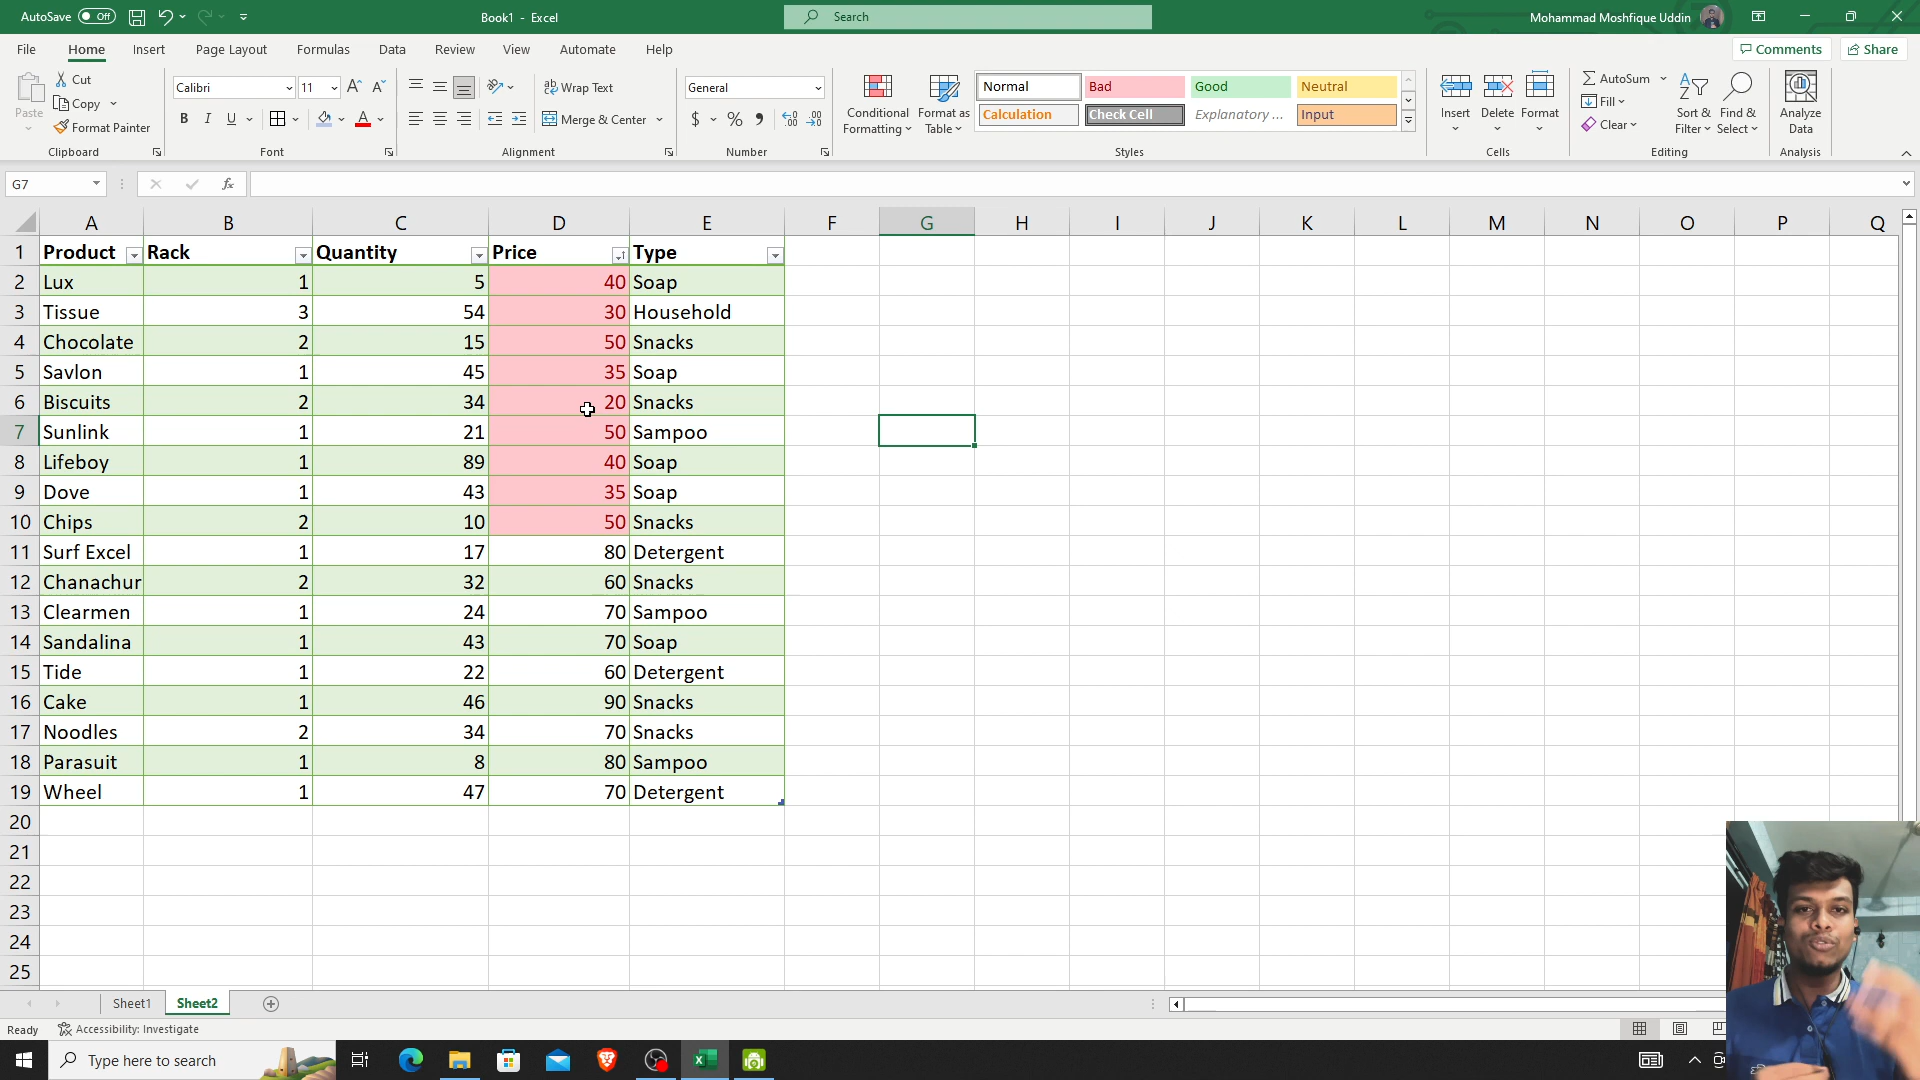 AutoSave Off Book1 - Excel Search Mohammad Moshfique Uddin
File Home Insert Page Layout Formulas Data Review View Automate Help Comments Share
Paste Cut Copy Format Painter
Calibri 11
B I U
Wrap Text
Merge & Center
General
$ % 9
Conditional Formatting
Format as Table
Normal Bad Good Neutral
Calculation Check Cell Explanatory ... Input
Insert Delete Format
AutoSum
Fill
Clear
Sort & Filter
Find & Select
Analyze Data
Clipboard Font Alignment Number Styles Cells Editing Analysis
G7 fx
A B C D E F G H I J K L M N O P Q
1 Product Rack Quantity Price Type
2 Lux 1 5 40 Soap
3 Tissue 3 54 30 Household
4 Chocolate 2 15 50 Snacks
5 Savlon 1 45 35 Soap
6 Biscuits 2 34 20 Snacks
7 Sunlink 1 21 50 Sampoo
8 Lifeboy 1 89 40 Soap
9 Dove 1 43 35 Soap
10 Chips 2 10 50 Snacks
11 Surf Excel 1 17 80 Detergent
12 Chanachur 2 32 60 Snacks
13 Clearmen 1 24 70 Sampoo
14 Sandalina 1 43 70 Soap
15 Tide 1 22 60 Detergent
16 Cake 1 46 90 Snacks
17 Noodles 2 34 70 Snacks
18 Parasuit 1 8 80 Sampoo
19 Wheel 1 47 70 Detergent
20
21
22
23
24
25
Sheet1 Sheet2
Ready Accessibility: Investigate
Type here to search